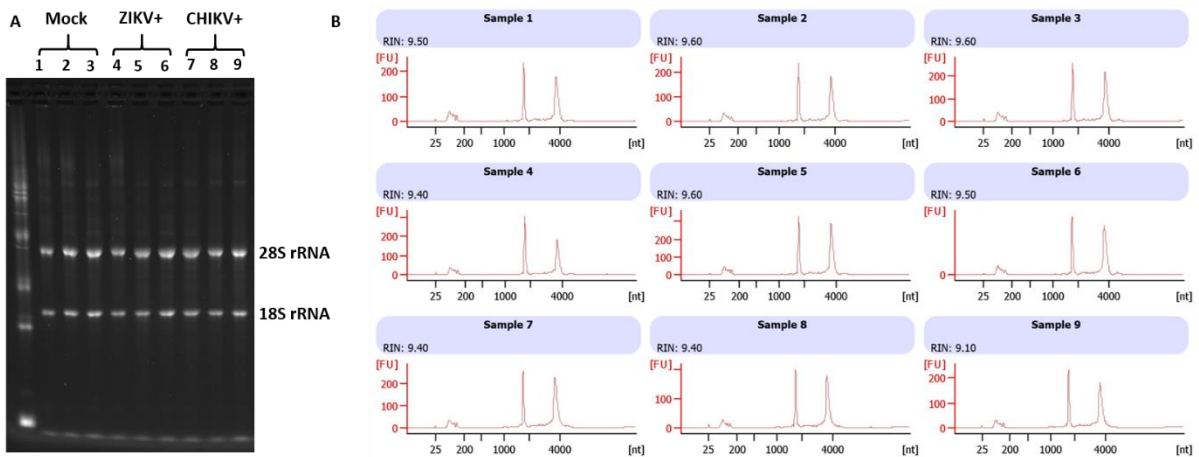 A
Mock
ZIKV+
CHIKV+
1 2 3 4 5 6 7 8 9
28S rRNA
18S rRNA
B
Sample 1
RIN: 9.50
[FU]
200
100
0
25 200 1000 4000 [nt]
Sample 2
RIN: 9.60
[FU]
200
100
0
25 200 1000 4000 [nt]
Sample 3
RIN: 9.60
[FU]
200
100
0
25 200 1000 4000 [nt]
Sample 4
RIN: 9.40
[FU]
200
100
0
25 200 1000 4000 [nt]
Sample 5
RIN: 9.60
[FU]
200
100
0
25 200 1000 4000 [nt]
Sample 6
RIN: 9.50
[FU]
100
0
25 200 1000 4000 [nt]
Sample 7
RIN: 9.40
[FU]
200
100
0
25 200 1000 4000 [nt]
Sample 8
RIN: 9.40
[FU]
100
0
25 200 1000 4000 [nt]
Sample 9
RIN: 9.10
[FU]
200
100
0
25 200 1000 4000 [nt]